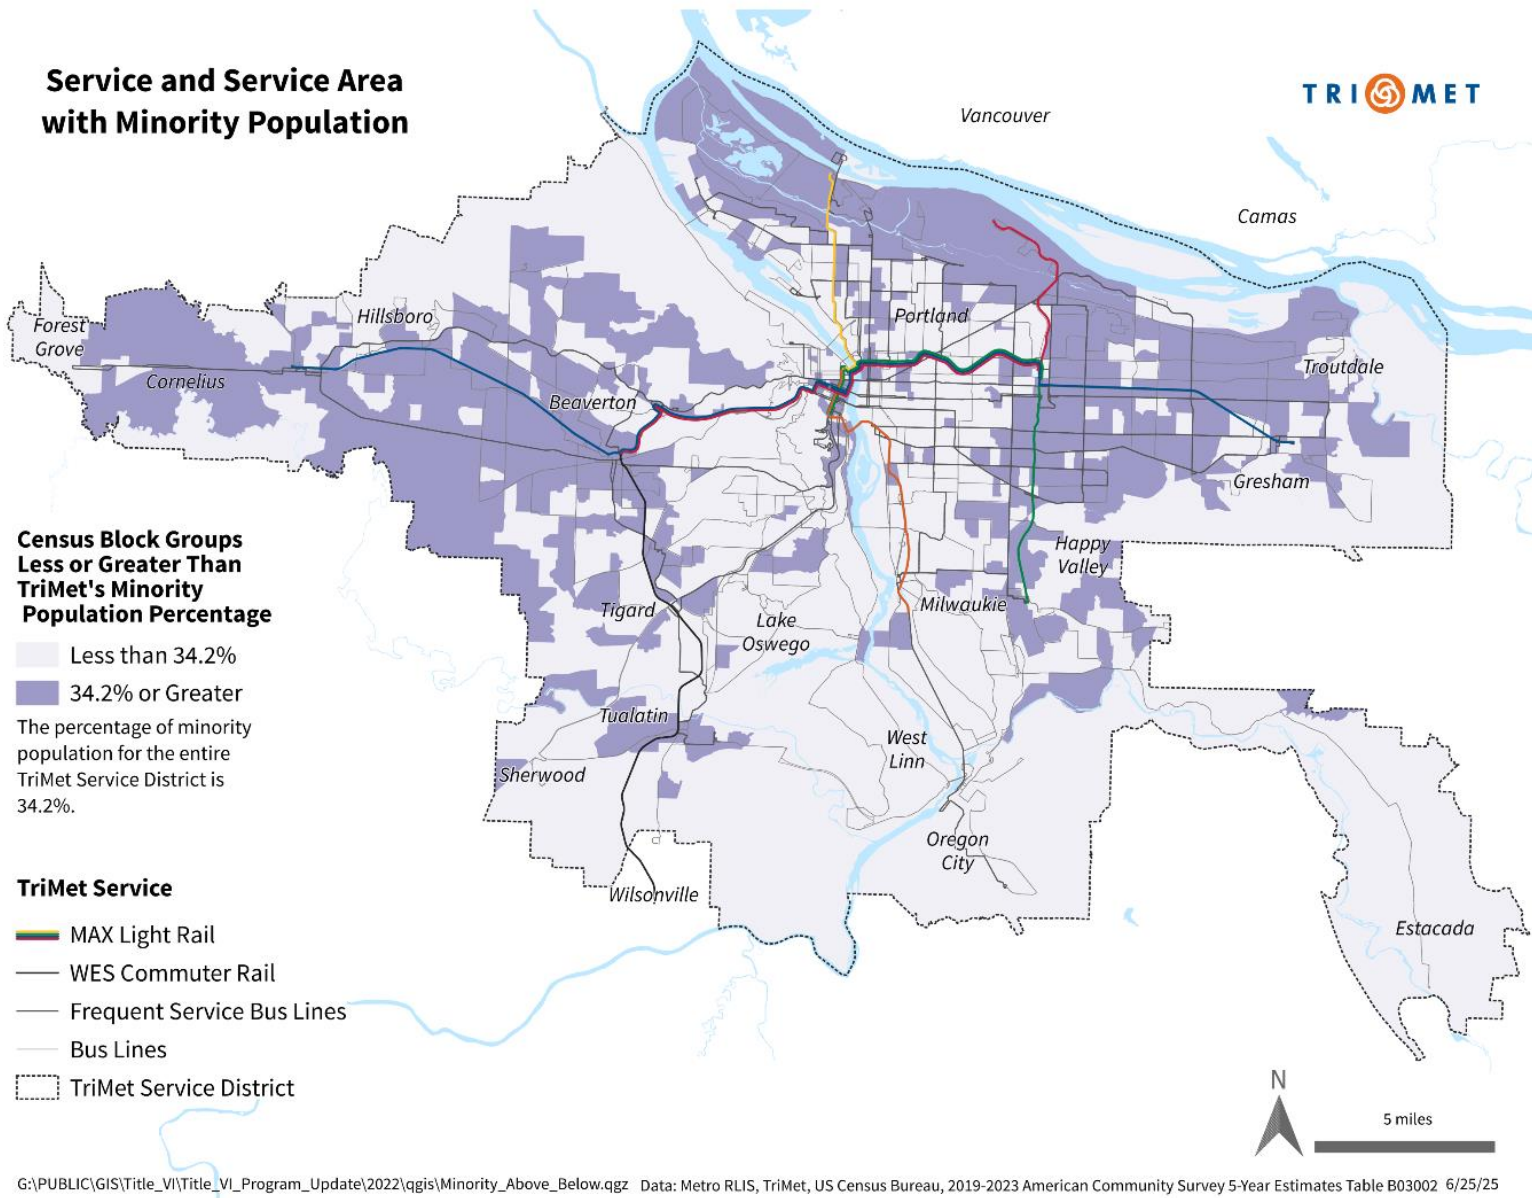 Service and Service Area
with Minority Population
TRI MET
Vancouver
Camas
Forest
Grove
Hillsboro
Portland
Cornelius
Beaverton
Troutdale
Gresham
Happy
Valley
Tigard
Lake
Oswego
Milwaukie
Tualatin
West
Linn
Sherwood
Oregon
City
Wilsonville
Estacada
Census Block Groups
Less or Greater Than
TriMet's Minority
Population Percentage
Less than 34.2%
34.2% or Greater
The percentage of minority
population for the entire
TriMet Service District is
34.2%.
TriMet Service
MAX Light Rail
WES Commuter Rail
Frequent Service Bus Lines
Bus Lines
TriMet Service District
N
5 miles
G:\PUBLIC\GIS\Title_VI\Title_VI_Program_Update\2022\qgis\Minority_Above_Below.qgz Data: Metro RLIS, TriMet, US Census Bureau, 2019-2023 American Community Survey 5-Year Estimates Table B03002 6/25/25